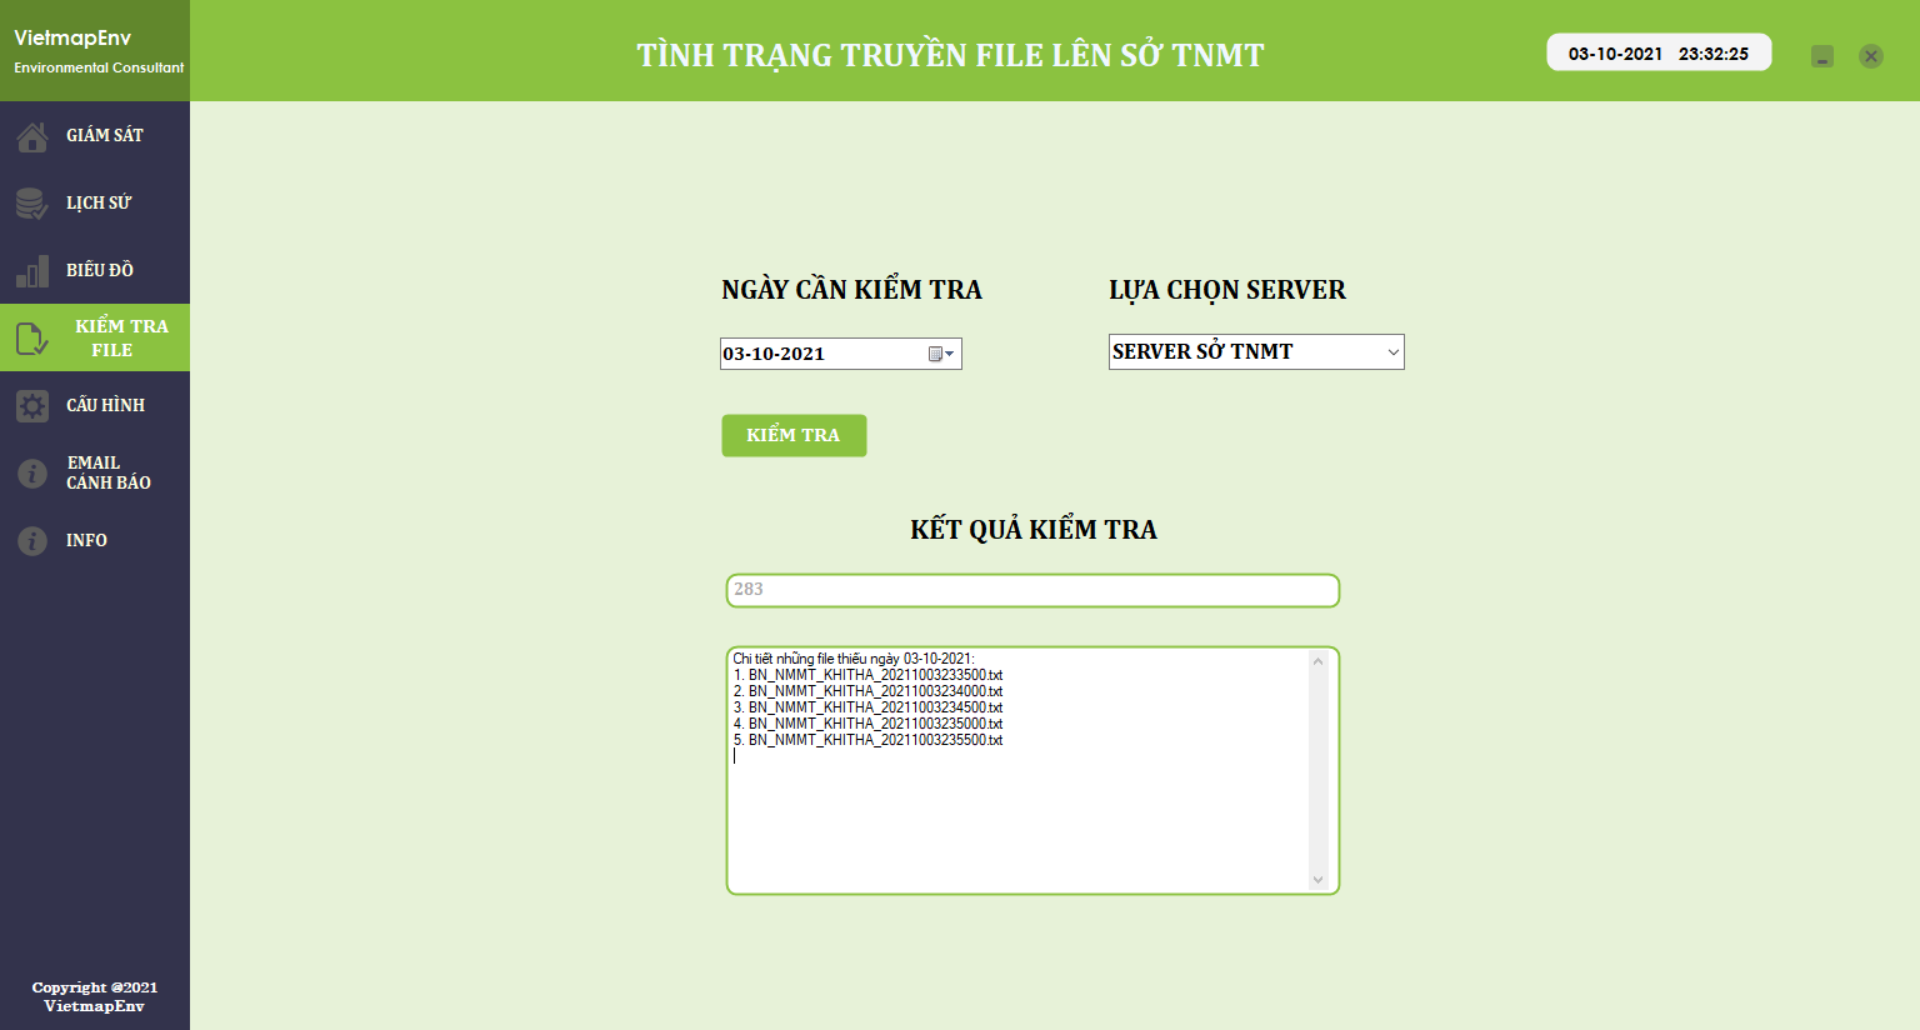 VietmapEnv
Environmental Consultant
TÌNH TRẠNG TRUYỀN FILE LÊN SỞ TNMT
03-10-2021 23:32:25
GIÁM SÁT
LỊCH SỬ
BIỂU ĐỒ
KIỂM TRA
FILE
CẤU HÌNH
EMAIL
CẢNH BÁO
INFO
NGÀY CẦN KIỂM TRA
LỰA CHỌN SERVER
03-10-2021
SERVER SỞ TNMT
KIỂM TRA
KẾT QUẢ KIỂM TRA
283
Chi tiết những file thiếu ngày 03-10-2021:
1. BN_NMMT_KHITHA_20211003233500.txt
2. BN_NMMT_KHITHA_20211003234000.txt
3. BN_NMMT_KHITHA_20211003234500.txt
4. BN_NMMT_KHITHA_20211003235000.txt
5. BN_NMMT_KHITHA_20211003235500.txt
Copyright @2021
VietmapEnv